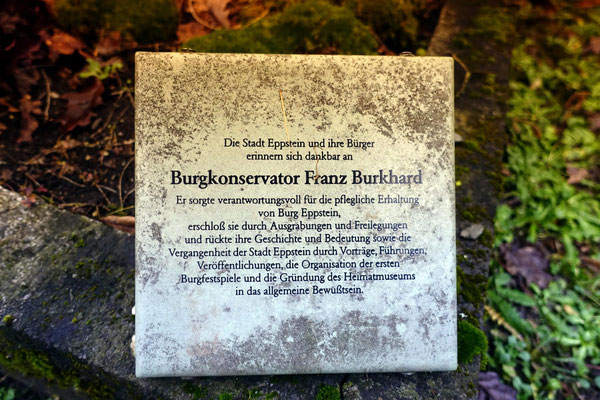 Die Stadt Eppstein und ihre Bürger
erinnern sich dankbar an
Burgkonservator Franz Burkhard
Er sorgte verantwortungsvoll für die pflegliche Erhaltung
von Burg Eppstein,
erschloß sie durch Ausgrabungen und Freilegungen
und rückte ihre Geschichte und Bedeutung sowie die
Vergangenheit der Stadt Eppstein durch Vorträge, Führungen,
Veröffentlichungen, die Organisation der ersten
Burgfestspiele und die Gründung des Heimatmuseums
in das allgemeine Bewußtsein.